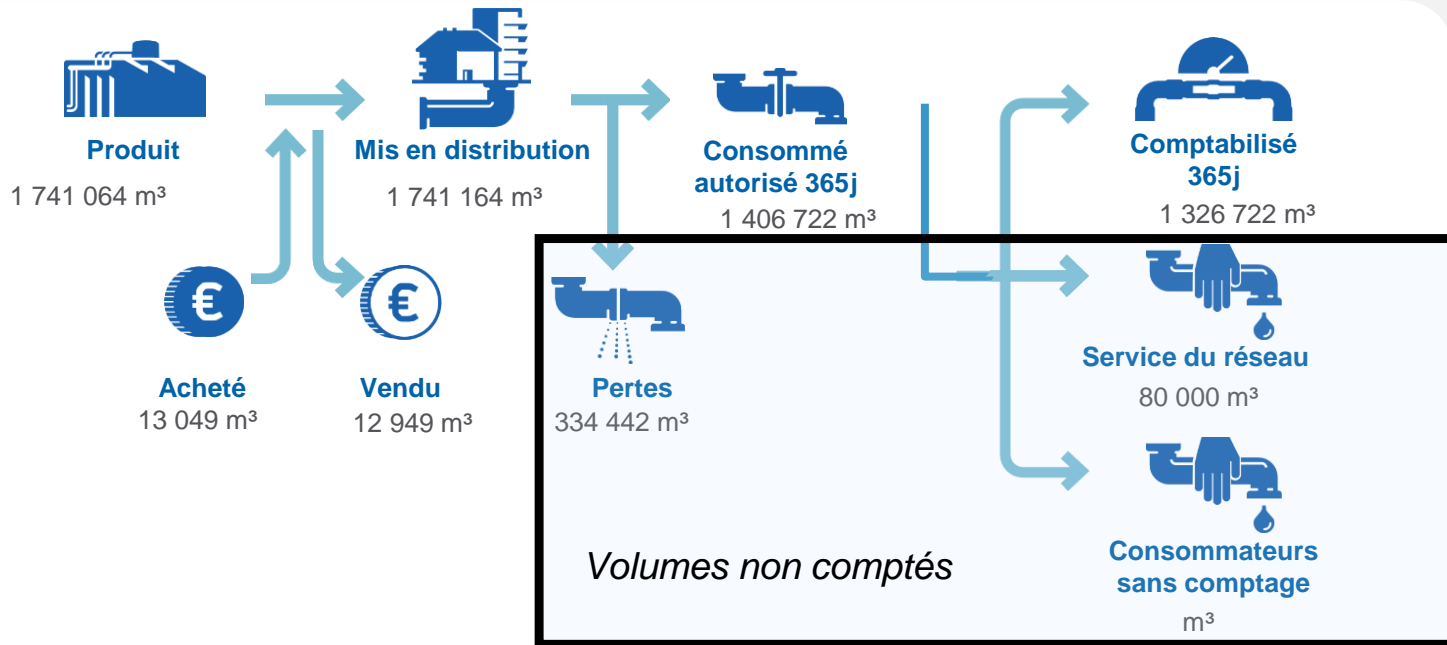 Produit
1 741 064 m³
Mis en distribution
1 741 164 m³
Consommé
autorisé 365j
1 406 722 m³
Comptabilisé
365j
1 326 722 m³
€
Acheté
13 049 m³
€
Vendu
12 949 m³
Pertes
334 442 m³
Service du réseau
80 000 m³
Volumes non comptés
Consommateurs
sans comptage
m³